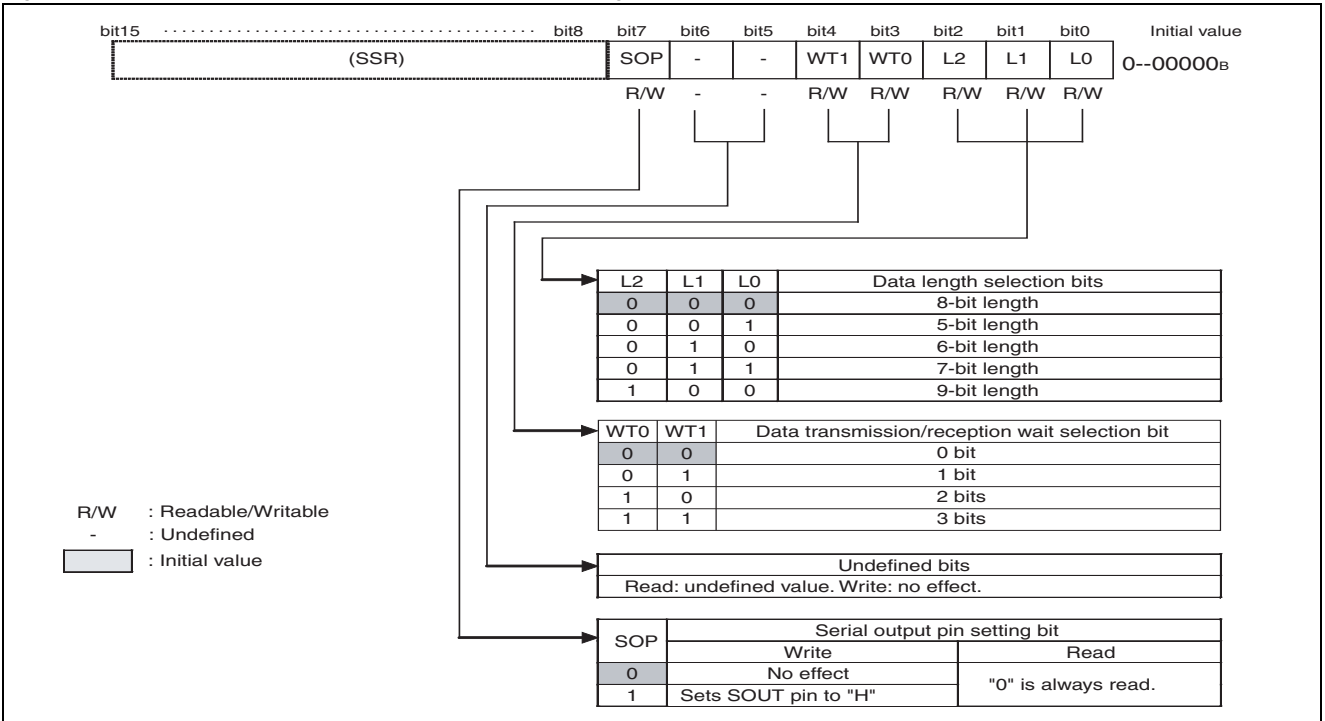 bit15 ........................................ bit8 bit7 bit6 bit5 bit4 bit3 bit2 bit1 bit0 Initial value
(SSR) SOP - - WT1 WT0 L2 L1 L0 0--00000B
R/W - - R/W R/W R/W R/W R/W
L2 L1 L0 Data length selection bits
0 0 0 8-bit length
0 0 1 5-bit length
0 1 0 6-bit length
0 1 1 7-bit length
1 0 0 9-bit length
WT0 WT1 Data transmission/reception wait selection bit
0 0 0 bit
0 1 1 bit
1 0 2 bits
1 1 3 bits
R/W : Readable/Writable
- : Undefined
: Initial value
Undefined bits
Read: undefined value. Write: no effect.
SOP Serial output pin setting bit
Write Read
0 No effect "0" is always read.
1 Sets SOUT pin to "H"